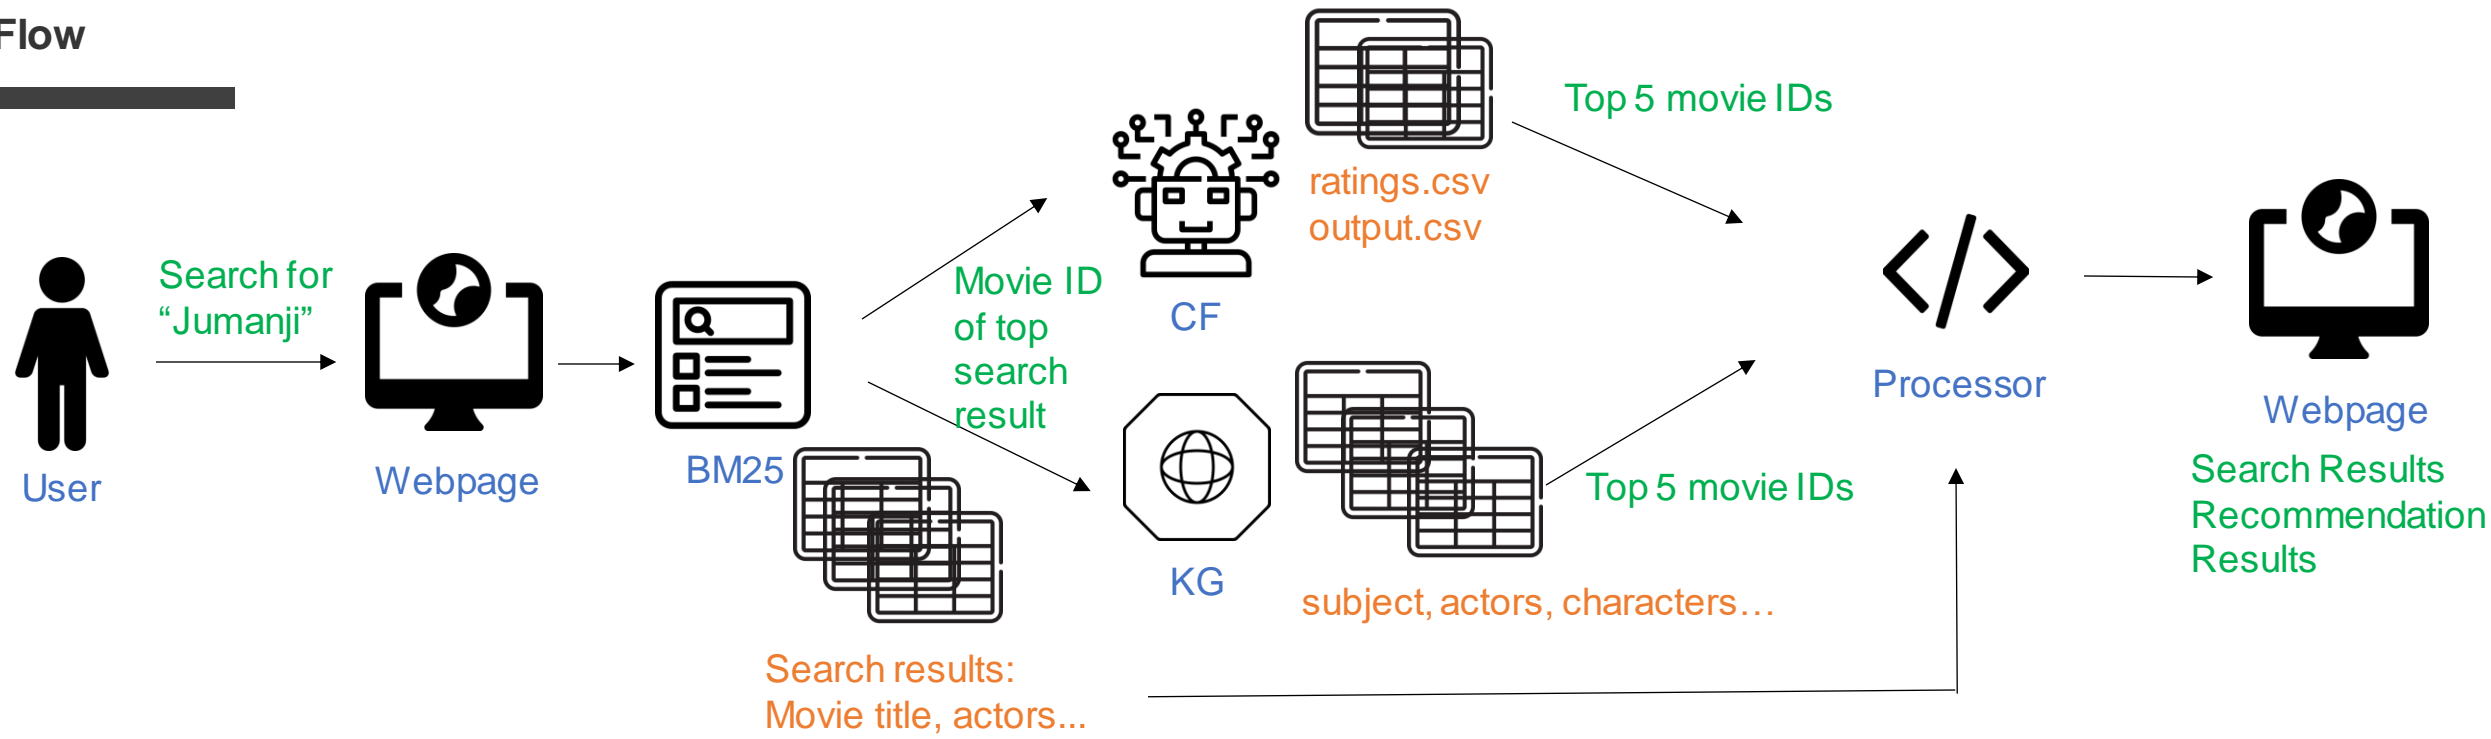 Flow
Search for
“Jumanji”
User
Webpage
BM25
Search results:
Movie title, actors...
Movie ID
of top
search
result
CF
ratings.csv
output.csv
Top 5 movie IDs
KG
subject, actors, characters…
Top 5 movie IDs
Processor
Webpage
Search Results
Recommendation
Results